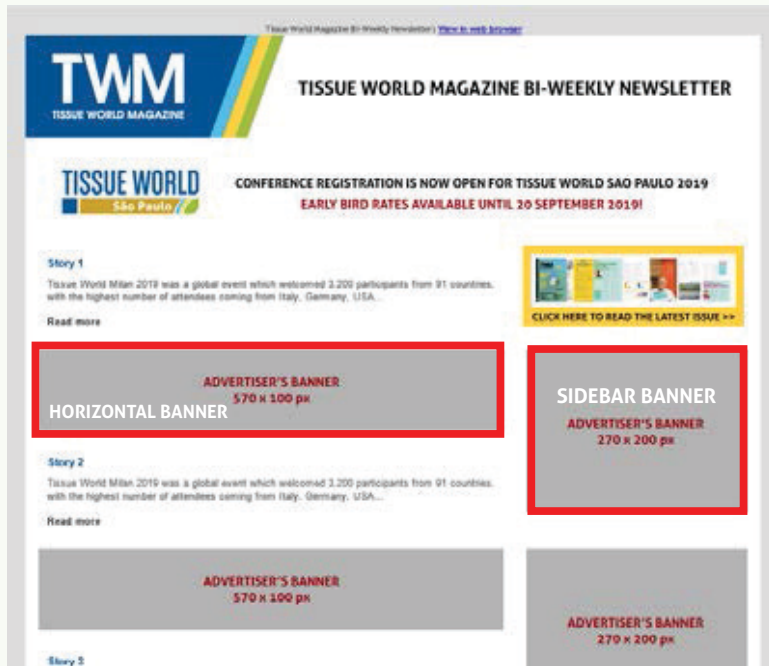 Tissue World Magazine Bi-Weekly Newsletter | View in web browser
TWM
TISSUE WORLD MAGAZINE
TISSUE WORLD MAGAZINE BI-WEEKLY NEWSLETTER
TISSUE WORLD
São Paulo
CONFERENCE REGISTRATION IS NOW OPEN FOR TISSUE WORLD SAO PAULO 2019
EARLY BIRD RATES AVAILABLE UNTIL 20 SEPTEMBER 2019!
Story 1
Tissue World Milan 2019 was a global event which welcomed 3,200 participants from 91 countries,
with the highest number of attendees coming from Italy, Germany, USA...
Read more
CLICK HERE TO READ THE LATEST ISSUE >>
ADVERTISER'S BANNER
570 x 100 px
HORIZONTAL BANNER
SIDEBAR BANNER
ADVERTISER'S BANNER
270 x 200 px
Story 2
Tissue World Milan 2019 was a global event which welcomed 3,200 participants from 91 countries,
with the highest number of attendees coming from Italy, Germany, USA...
Read more
ADVERTISER'S BANNER
570 x 100 px
ADVERTISER'S BANNER
270 x 200 px
Story 3